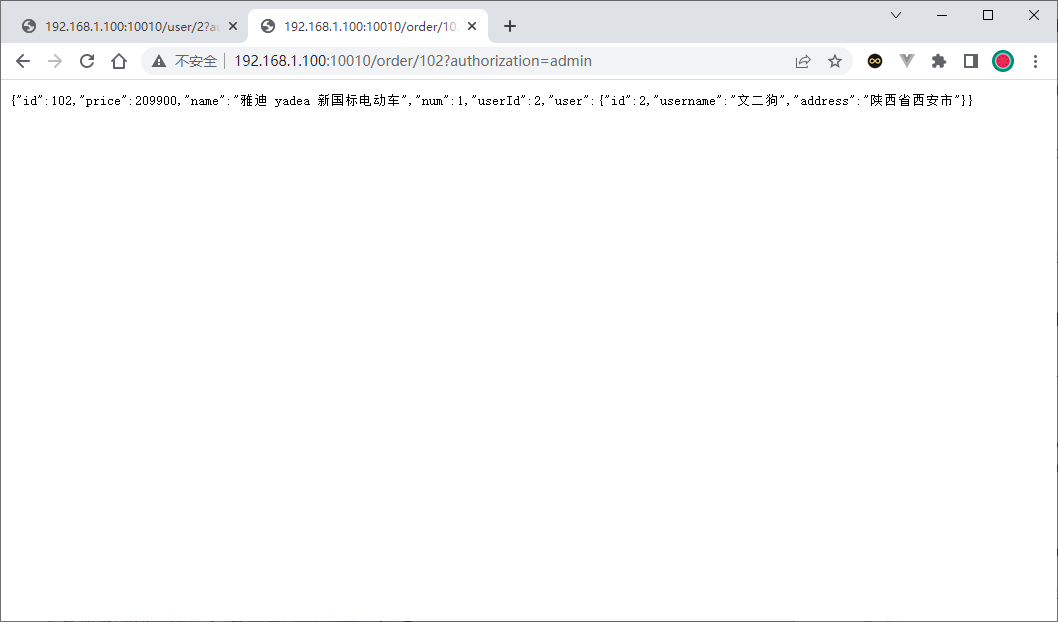 192.168.1.100:10010/user/2?au
192.168.1.100:10010/order/10
不安全 192.168.1.100:10010/order/102?authorization=admin
{"id":102,"price":209900,"name":"雅迪 yadea 新国标电动车","num":1,"userId":2,"user":{"id":2,"username":"文二狗","address":"陕西省西安市"}}